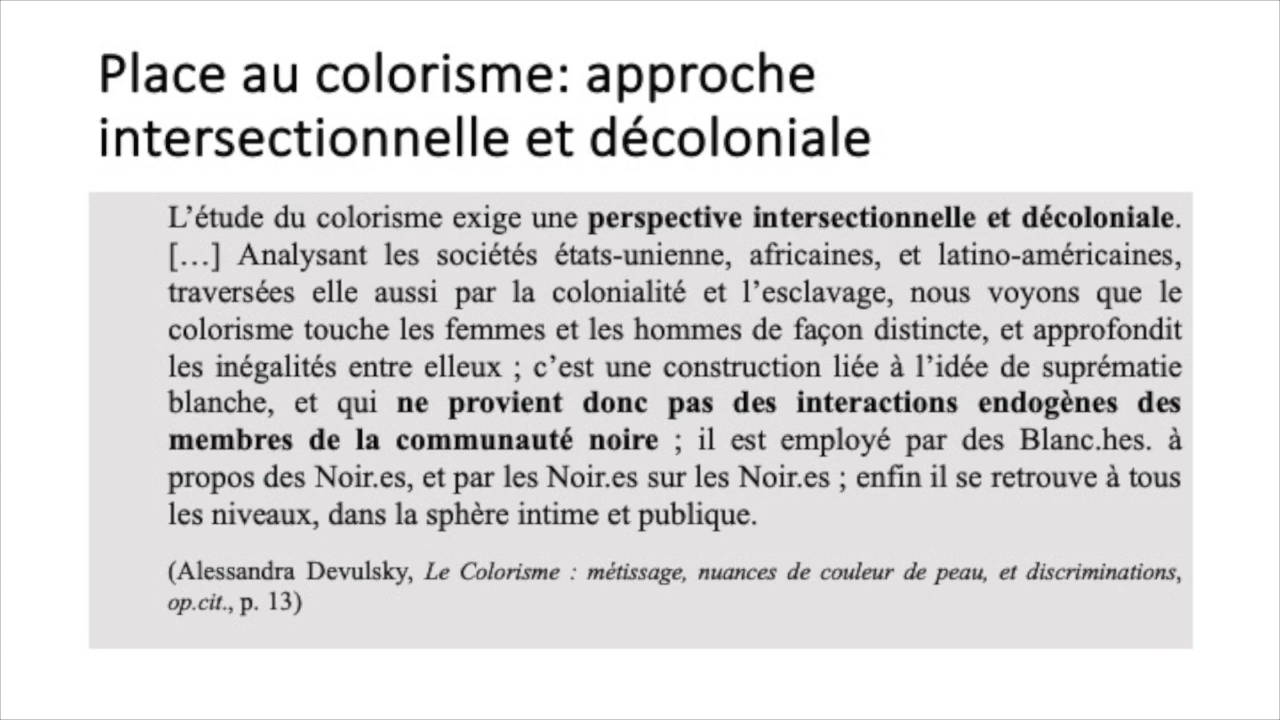 Place au colorisme: approche
intersectionnelle et décoloniale
L’étude du colorisme exige une perspective intersectionnelle et décoloniale.
[…] Analysant les sociétés états-unienne, africaines, et latino-américaines,
traversées elle aussi par la colonialité et l’esclavage, nous voyons que le
colorisme touche les femmes et les hommes de façon distincte, et approfondit
les inégalités entre elleux ; c’est une construction liée à l’idée de suprématie
blanche, et qui ne provient donc pas des interactions endogènes des
membres de la communauté noire ; il est employé par des Blanc.hes. à
propos des Noir.es, et par les Noir.es sur les Noir.es ; enfin il se retrouve à tous
les niveaux, dans la sphère intime et publique.
(Alessandra Devulsky, Le Colorisme : métissage, nuances de couleur de peau, et discriminations,
op.cit., p. 13)